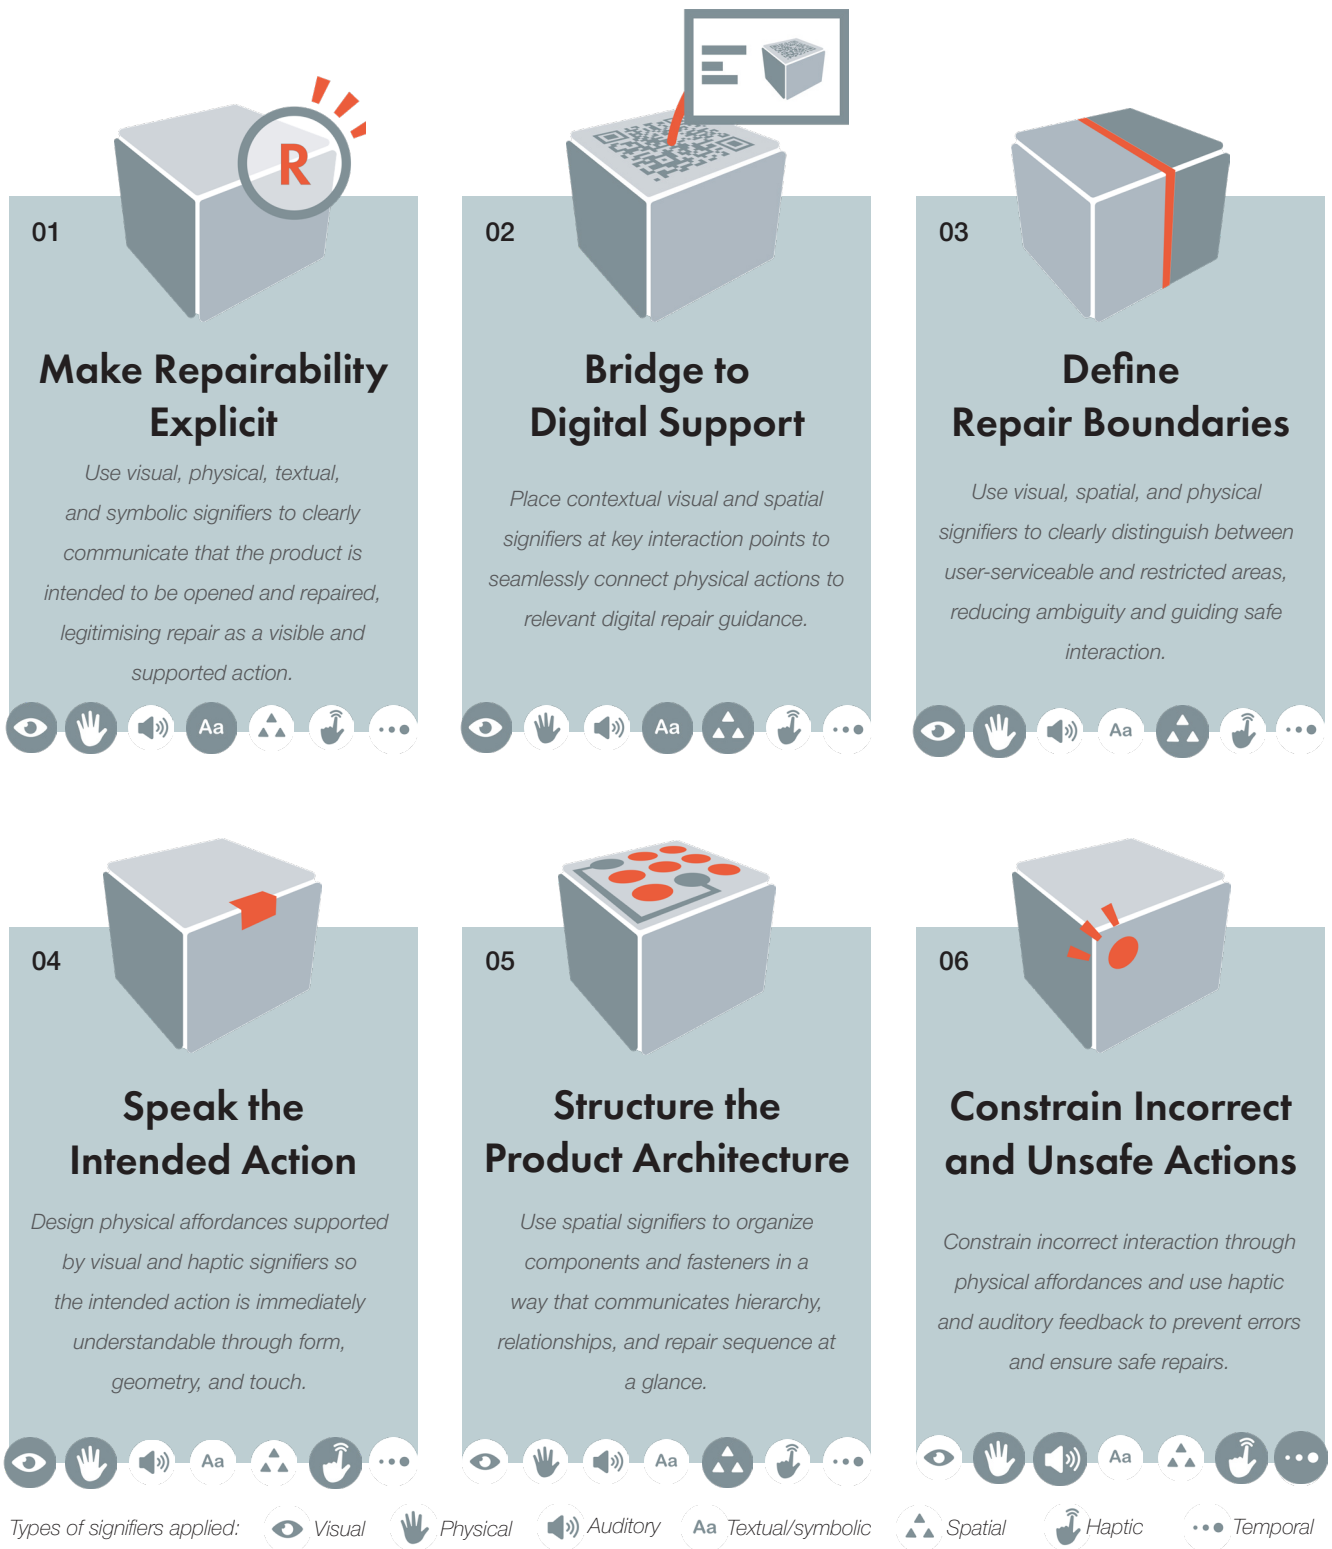 R
01
Make Repairability
Explicit
Use visual, physical, textual,
and symbolic signifiers to clearly
communicate that the product is
intended to be opened and repaired,
legitimising repair as a visible and
supported action.
Aa
02
Bridge to
Digital Support
Place contextual visual and spatial
signifiers at key interaction points to
seamlessly connect physical actions to
relevant digital repair guidance.
Aa
03
Define
Repair Boundaries
Use visual, spatial, and physical
signifiers to clearly distinguish between
user-serviceable and restricted areas,
reducing ambiguity and guiding safe
interaction.
Aa
04
Speak the
Intended Action
Design physical affordances supported
by visual and haptic signifiers so
the intended action is immediately
understandable through form,
geometry, and touch.
Aa
05
Structure the
Product Architecture
Use spatial signifiers to organize
components and fasteners in a
way that communicates hierarchy,
relationships, and repair sequence at
a glance.
Aa
06
Constrain Incorrect
and Unsafe Actions
Constrain incorrect interaction through
physical affordances and use haptic
and auditory feedback to prevent errors
and ensure safe repairs.
Aa
Types of signifiers applied: Visual Physical Auditory Aa Textual/symbolic Spatial Haptic Temporal